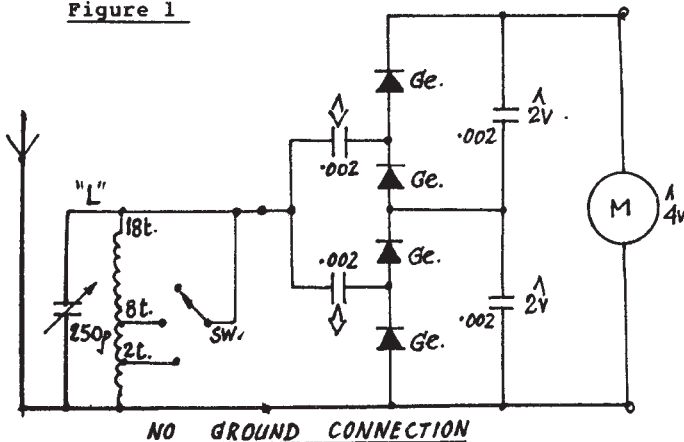 Figure 1
Ge.
.002
Λ
2V.
.002
Ge.
"L"
18t.
M
Λ
4v
.002
Ge.
8t.
SW.
250p
2t.
Λ
2V
.002
Ge.
NO GROUND CONNECTION